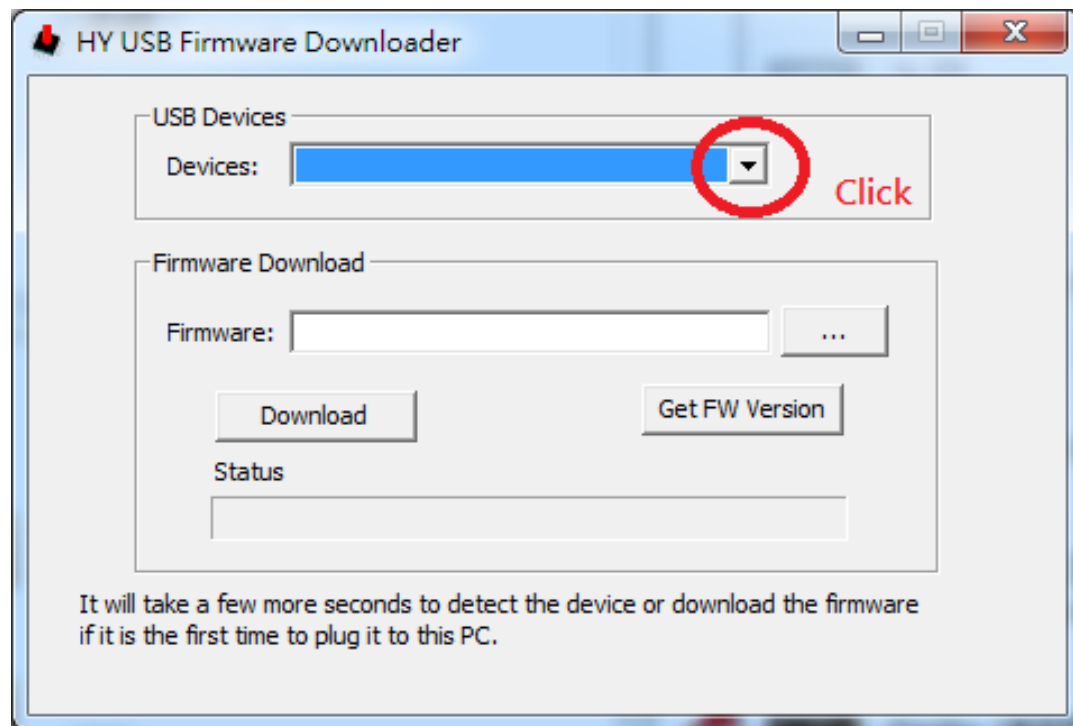 HY USB Firmware Downloader
USB Devices
Devices:
Click
Firmware Download
Firmware:
...
Download
Get FW Version
Status
It will take a few more seconds to detect the device or download the firmware
if it is the first time to plug it to this PC.